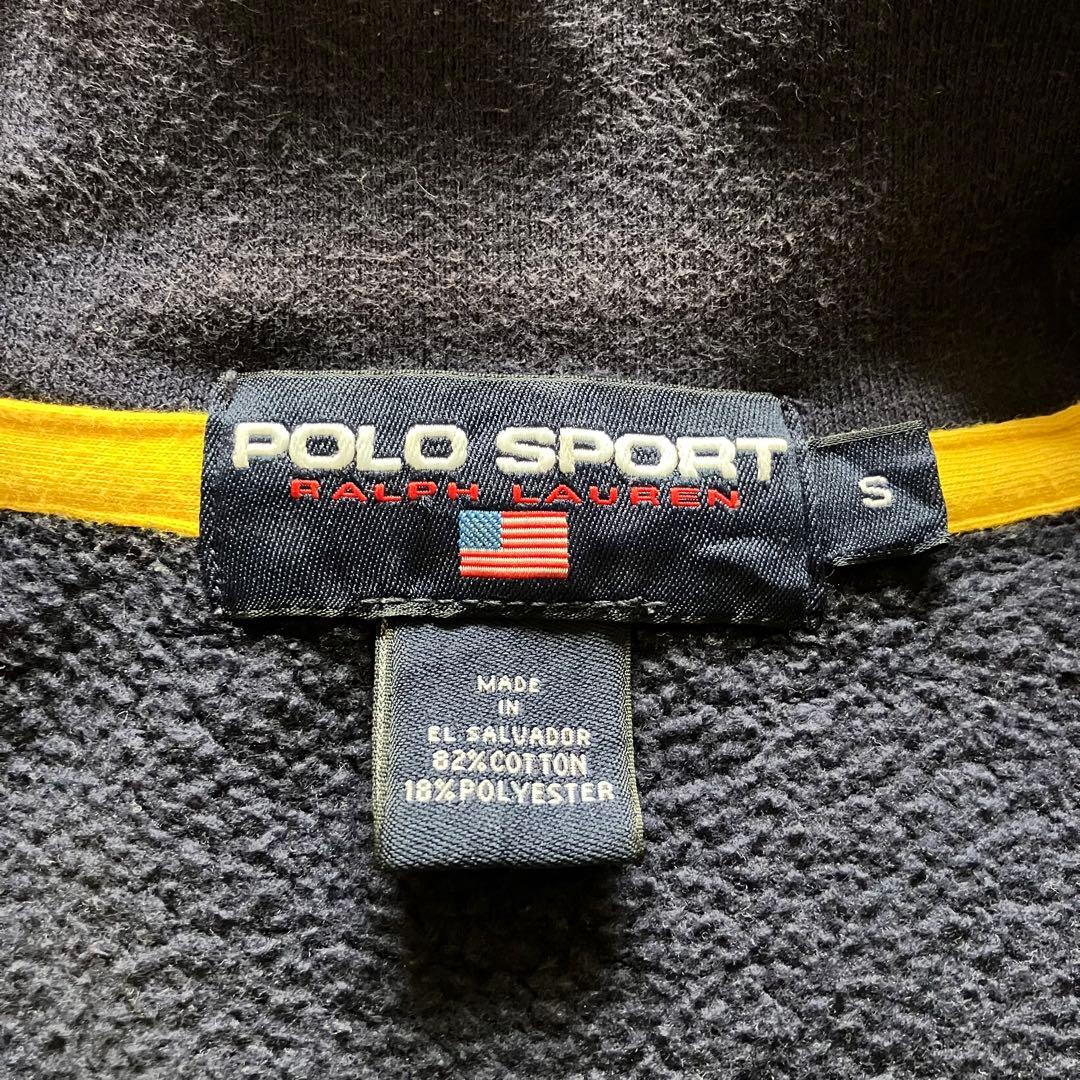 POLO SPORT
RALPH LAUREN
S
MADE
IN
EL SALVADOR
82%COTTON
18%POLYESTER